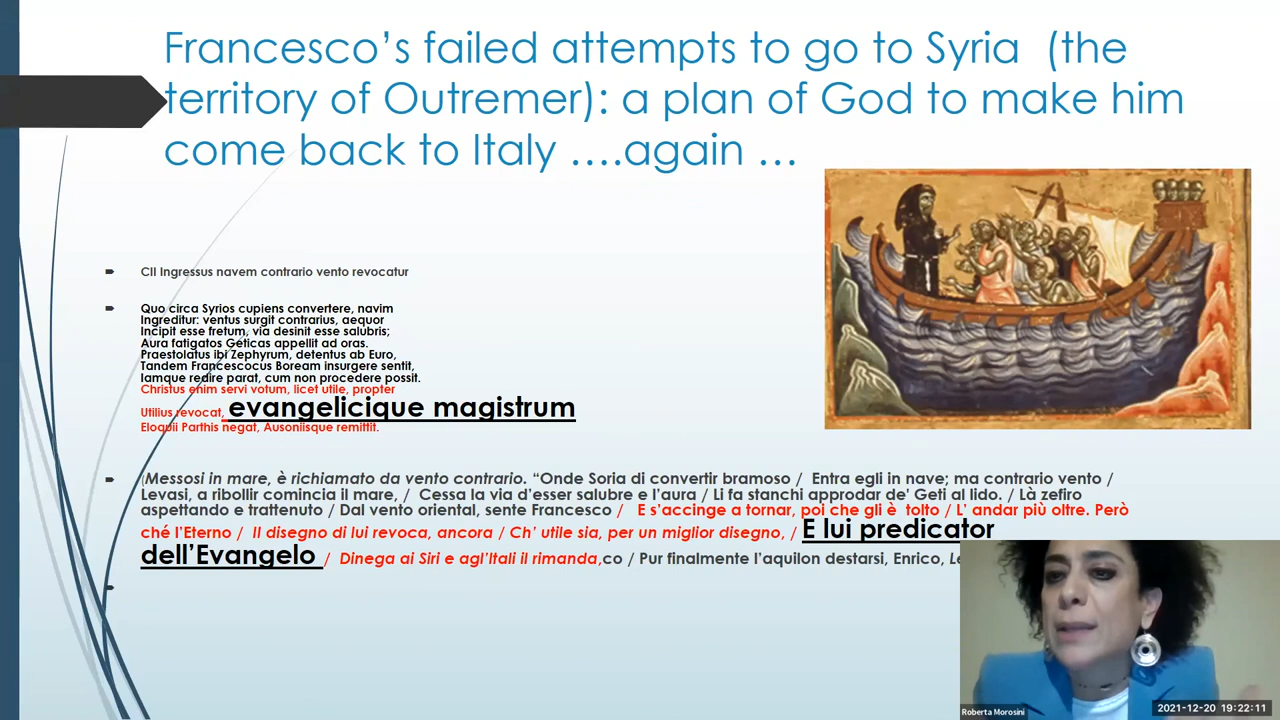 Francesco’s failed attempts to go to Syria (the
territory of Outremer): a plan of God to make him
come back to Italy ….again …
CII Ingressus navem contrario vento revocatur
Quo circa Syrios cupiens convertere, navim
Ingreditur: ventus surgit contrarius, aequor
Incipit esse fretum, via desinit esse salubris;
Aura fatigatos Geticas appellit ad oras.
Praestolatus ibi Zephyrum, detentus ab Euro,
Tandem Francescocus Boream insurgere sentit,
Iamque redire parat, cum non procedere possit.
Christus enim servi votum, licet utile, propter
Utilius revocat, evangelicique magistrum
Eloquii Parthis negat, Ausoniisque remittit.
(Messosi in mare, è richiamato da vento contrario. “Onde Soria di convertir bramoso / Entra egli in nave; ma contrario vento /
Levasi, a ribollir comincia il mare, / Cessa la via d’esser salubre e l’aura / Li fa stanchi approdar de' Geti al lido. / Là zefiro
aspettando e trattenuto / Dal vento oriental, sente Francesco / E s’accinge a tornar, poi che gli è tolto / L’ andar più oltre. Però
ché l’Eterno / Il disegno di lui revoca, ancora / Ch’ utile sia, per un miglior disegno, / E lui predicator
dell’Evangelo / Dinega ai Siri e agl’Itali il rimanda,co / Pur finalmente l’aquilon destarsi, Enrico,
Roberta Morosini
2021-12-20 19:22:11